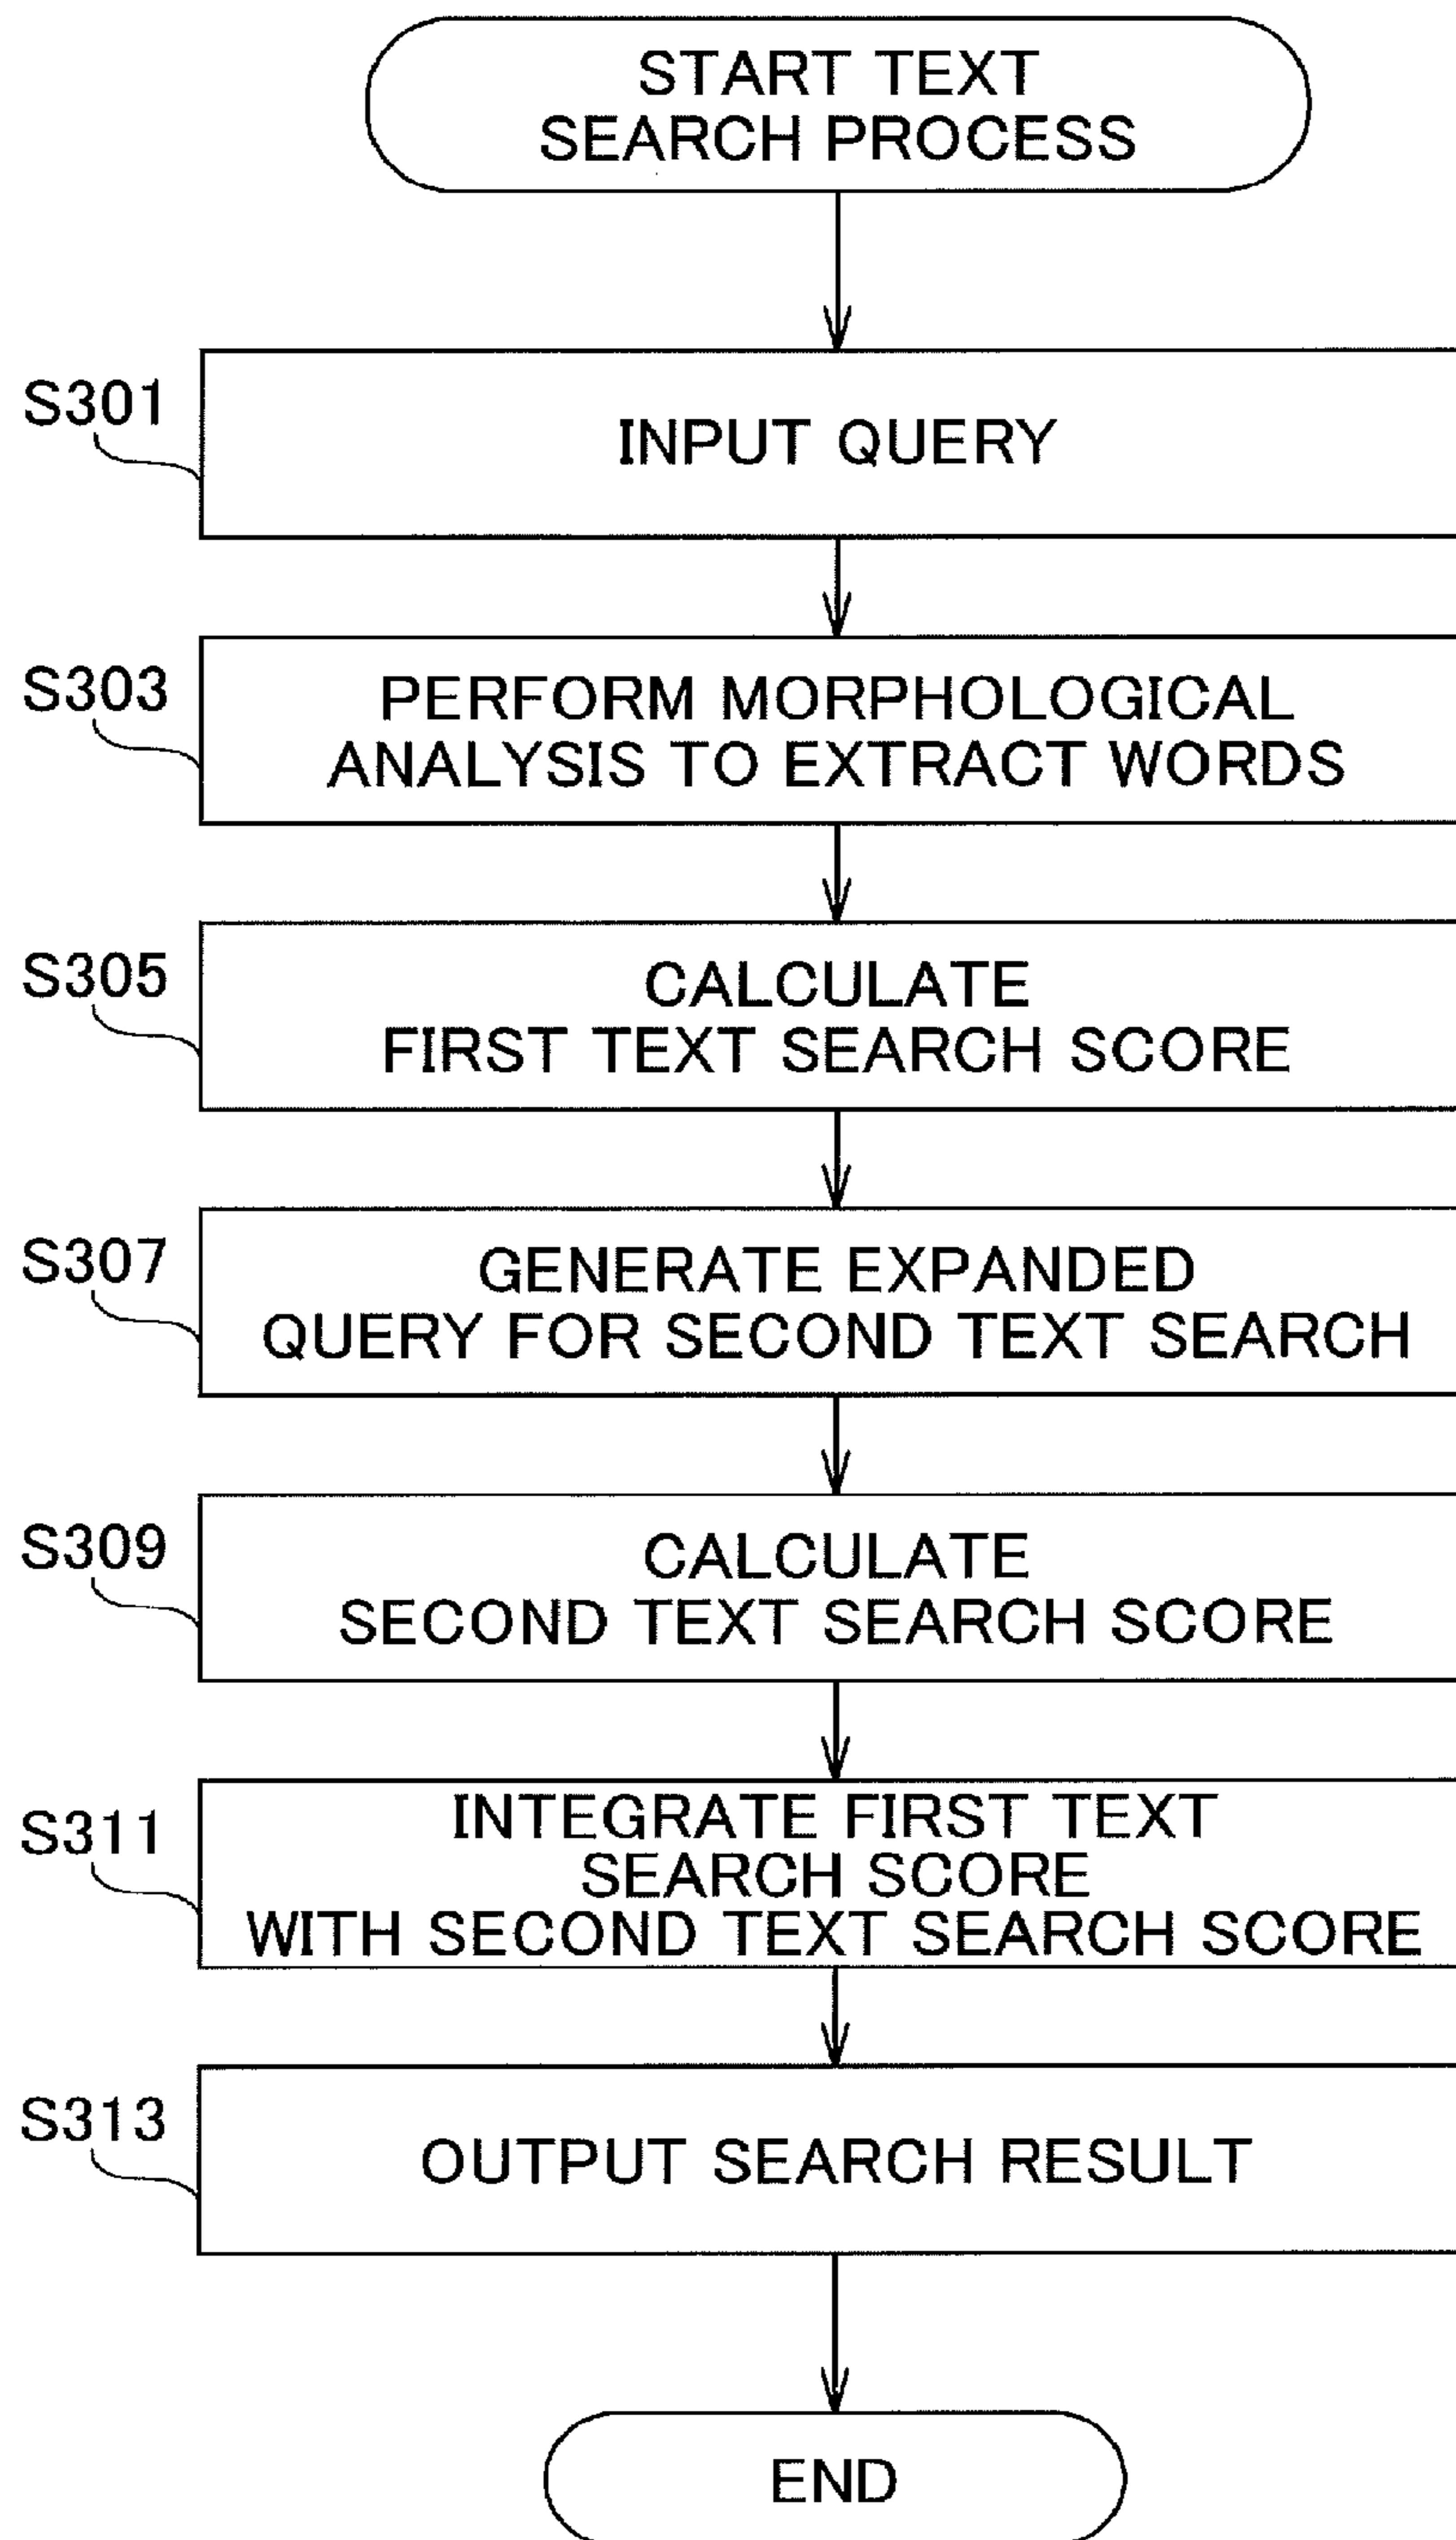 START TEXT
SEARCH PROCESS
S301
INPUT QUERY
S303
PERFORM MORPHOLOGICAL
ANALYSIS TO EXTRACT WORDS
S305
CALCULATE
FIRST TEXT SEARCH SCORE
S307
GENERATE EXPANDED
QUERY FOR SECOND TEXT SEARCH
S309
CALCULATE
SECOND TEXT SEARCH SCORE
S311
INTEGRATE FIRST TEXT
SEARCH SCORE
WITH SECOND TEXT SEARCH SCORE
S313
OUTPUT SEARCH RESULT
END